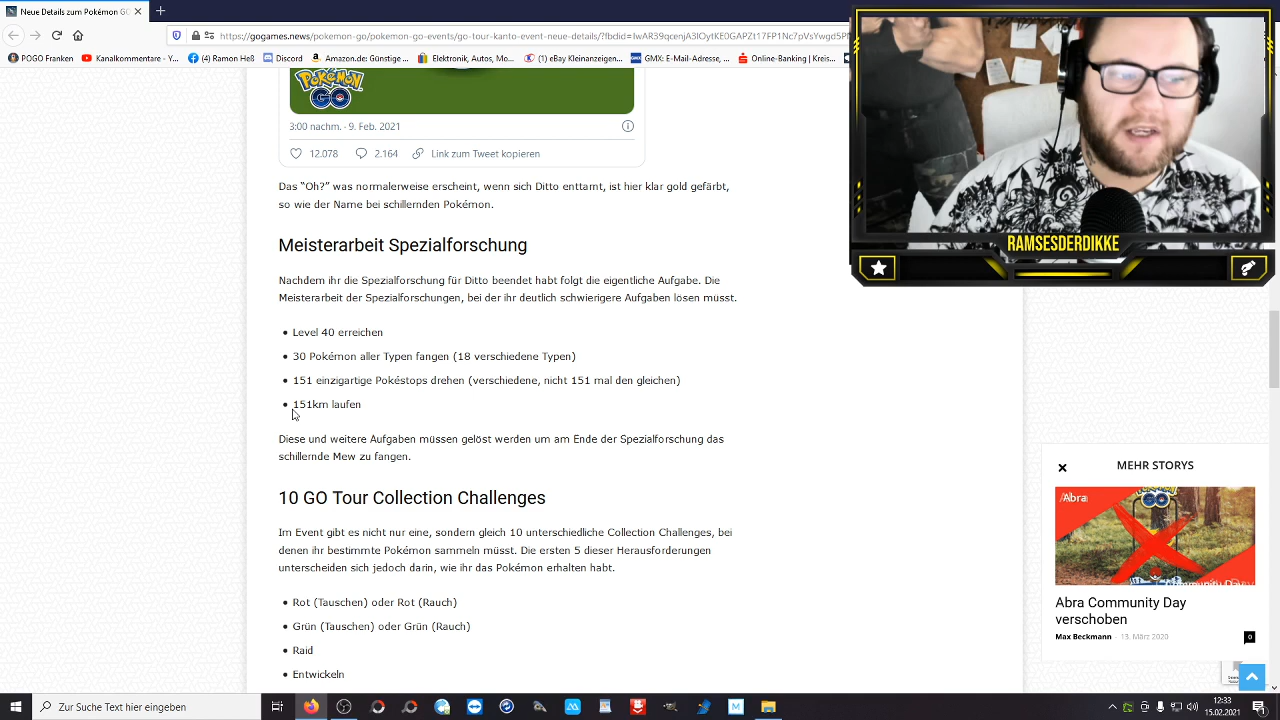 Neue Details zum Pokémon GO
https://gogames.news/pokemon-go/pokemon-go-events/go-tour-kanto-event-neue-details/?fbclid=
POGO Franken
Kanalkommentare - Y...
(4) Ramon Heß
Discord
Amazon.de: Günstige ...
Elektronik, Autos, Mo...
(1) eBay Kleinanzeigen...
GMX: E-Mail-Adresse, ...
Online-Banking | Kreis...
POKÉMON
GO
3:00 nachm. · 9. Feb. 2021
12.078
2.164
Link zum Tweet kopieren
Das “Oh?” was normalerweise erscheint, wenn sich Ditto enttarnt, ist hier klar gold gefärbt,
so wie der Name bei schillernden Pokémon.
Meisterarbeit Spezialforschung
Nachdem ihr die Spezialforschung für Ditto beendet habt folgt die eigentliche Aufgabe. Die
Meisterarbeit der Spezialforschungen, bei der ihr deutlich schwierigere Aufgaben lösen müsst.
Level 40 erreichen
30 Pokémon aller Typen fangen (18 verschiedene Typen)
151 einzigartige Pokéstops drehen (verschiedene, nicht 151 mal den gleichen)
151km laufen
Diese und weitere Aufgaben müssen gelöst werden um am Ende der Spezialforschung das
schillernde Mew zu fangen.
10 GO Tour Collection Challenges
Im Event gibt es nicht nur eine, sondern gleich 10 unterschiedliche Collection Challenges, bei
denen ihr bestimmte Pokémon sammeln müsst. Die ersten 5 dieser Herausforderungen
unterscheiden sich jedoch darin, wie ihr das Pokémon erhalten habt.
Rot (Tauschen) oder Rot (Rauch)
Grün (Tauschen) oder Grün (Rauch)
Raid
Entwickeln
RAMSESDERDIKKE
MEHR STORYS
Abra
POKÉMON
GO
Community Day
Abra Community Day
verschoben
Max Beckmann - 13. März 2020
0
Zur Suche Text hier eingeben
12:33
15.02.2021